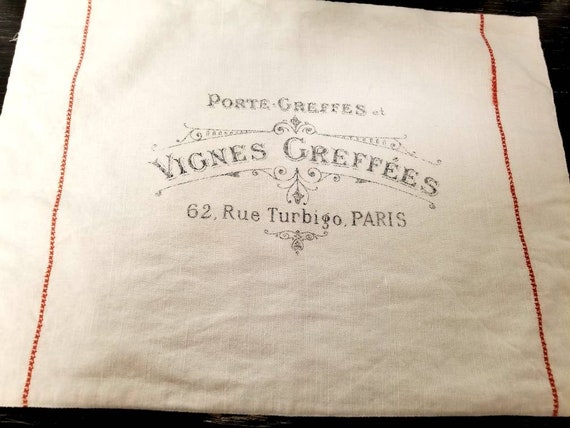 PORTE-GREFFES et
VIGNES GREFFÉES
62, Rue Turbigo, PARIS